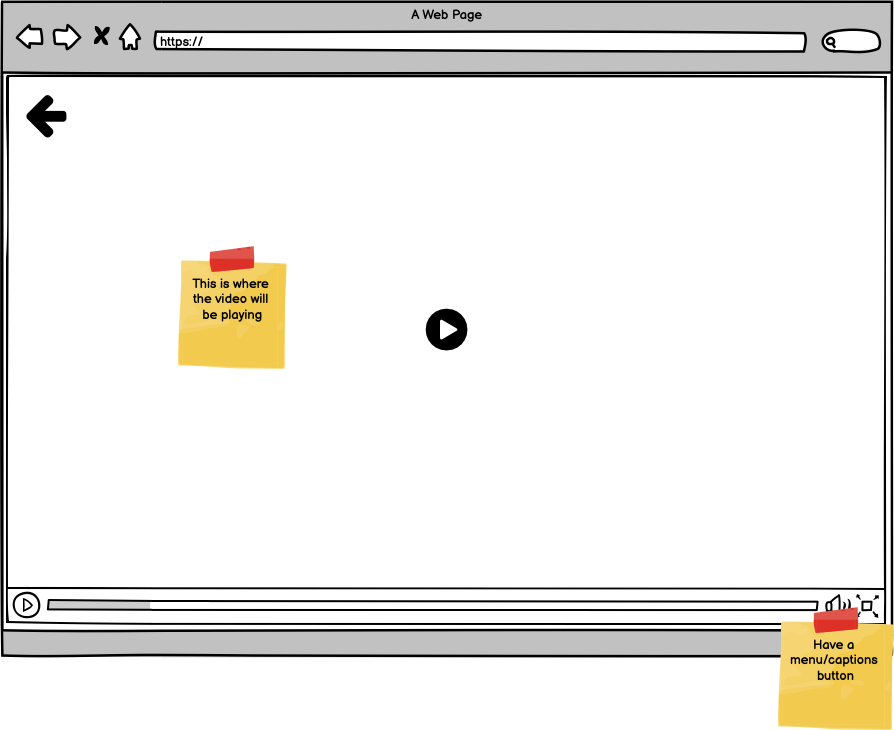 A Web Page
https://
This is where
the video will
be playing
Have a
menu/captions
button